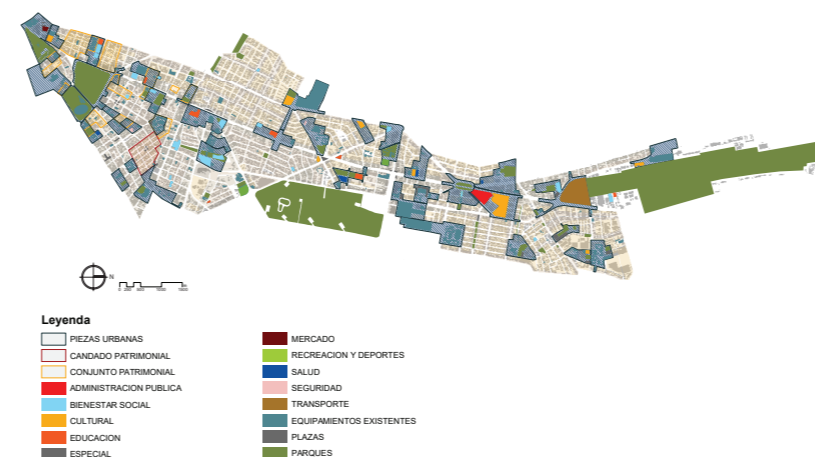 N
Leyenda
PIEZAS URBANAS
CANDADO PATRIMONIAL
CONJUNTO PATRIMONIAL
ADMINISTRACION PUBLICA
BIENESTAR SOCIAL
CULTURAL
EDUCACION
ESPECIAL
MERCADO
RECREACION Y DEPORTES
SALUD
SEGURIDAD
TRANSPORTE
EQUIPAMIENTOS EXISTENTES
PLAZAS
PARQUES